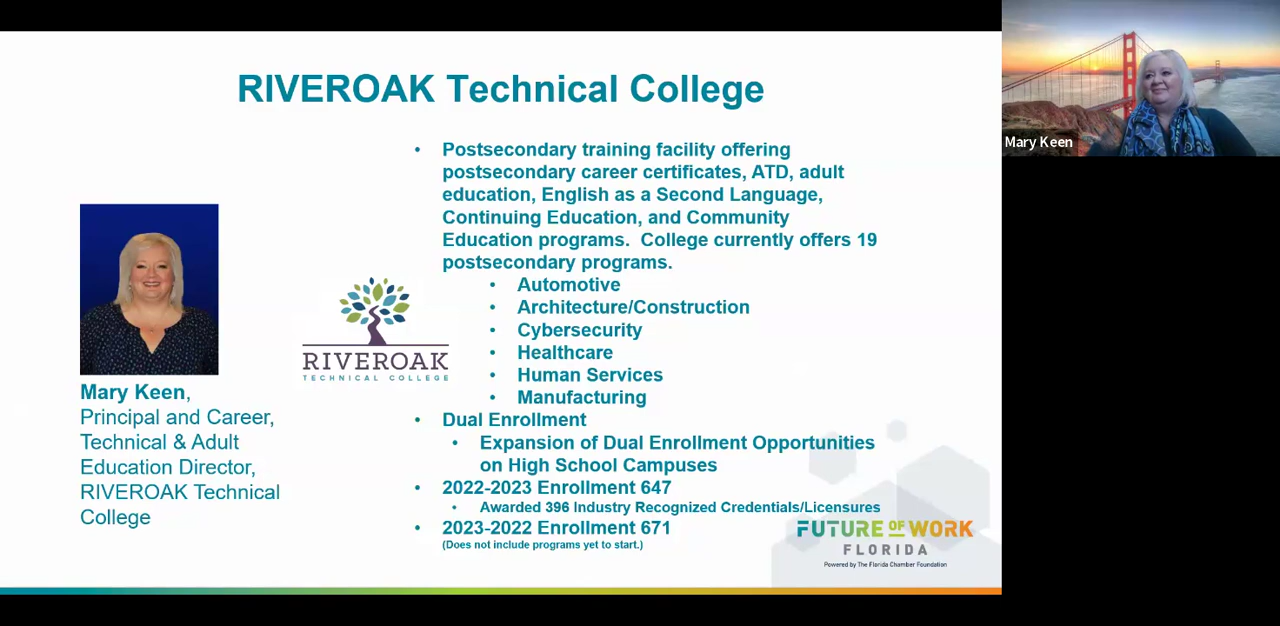 RIVEROAK Technical College
• Postsecondary training facility offering
postsecondary career certificates, ATD, adult
education, English as a Second Language,
Continuing Education, and Community
Education programs. College currently offers 19
postsecondary programs.
• Automotive
• Architecture/Construction
• Cybersecurity
• Healthcare
• Human Services
• Manufacturing
• Dual Enrollment
• Expansion of Dual Enrollment Opportunities
on High School Campuses
• 2022-2023 Enrollment 647
• Awarded 396 Industry Recognized Credentials/Licensures
• 2023-2022 Enrollment 671
(Does not include programs yet to start.)
RIVEROAK
TECHNICAL COLLEGE
Mary Keen,
Principal and Career,
Technical & Adult
Education Director,
RIVEROAK Technical
College
FUTURE OF WORK
FLORIDA
Powered by The Florida Chamber Foundation
Mary Keen